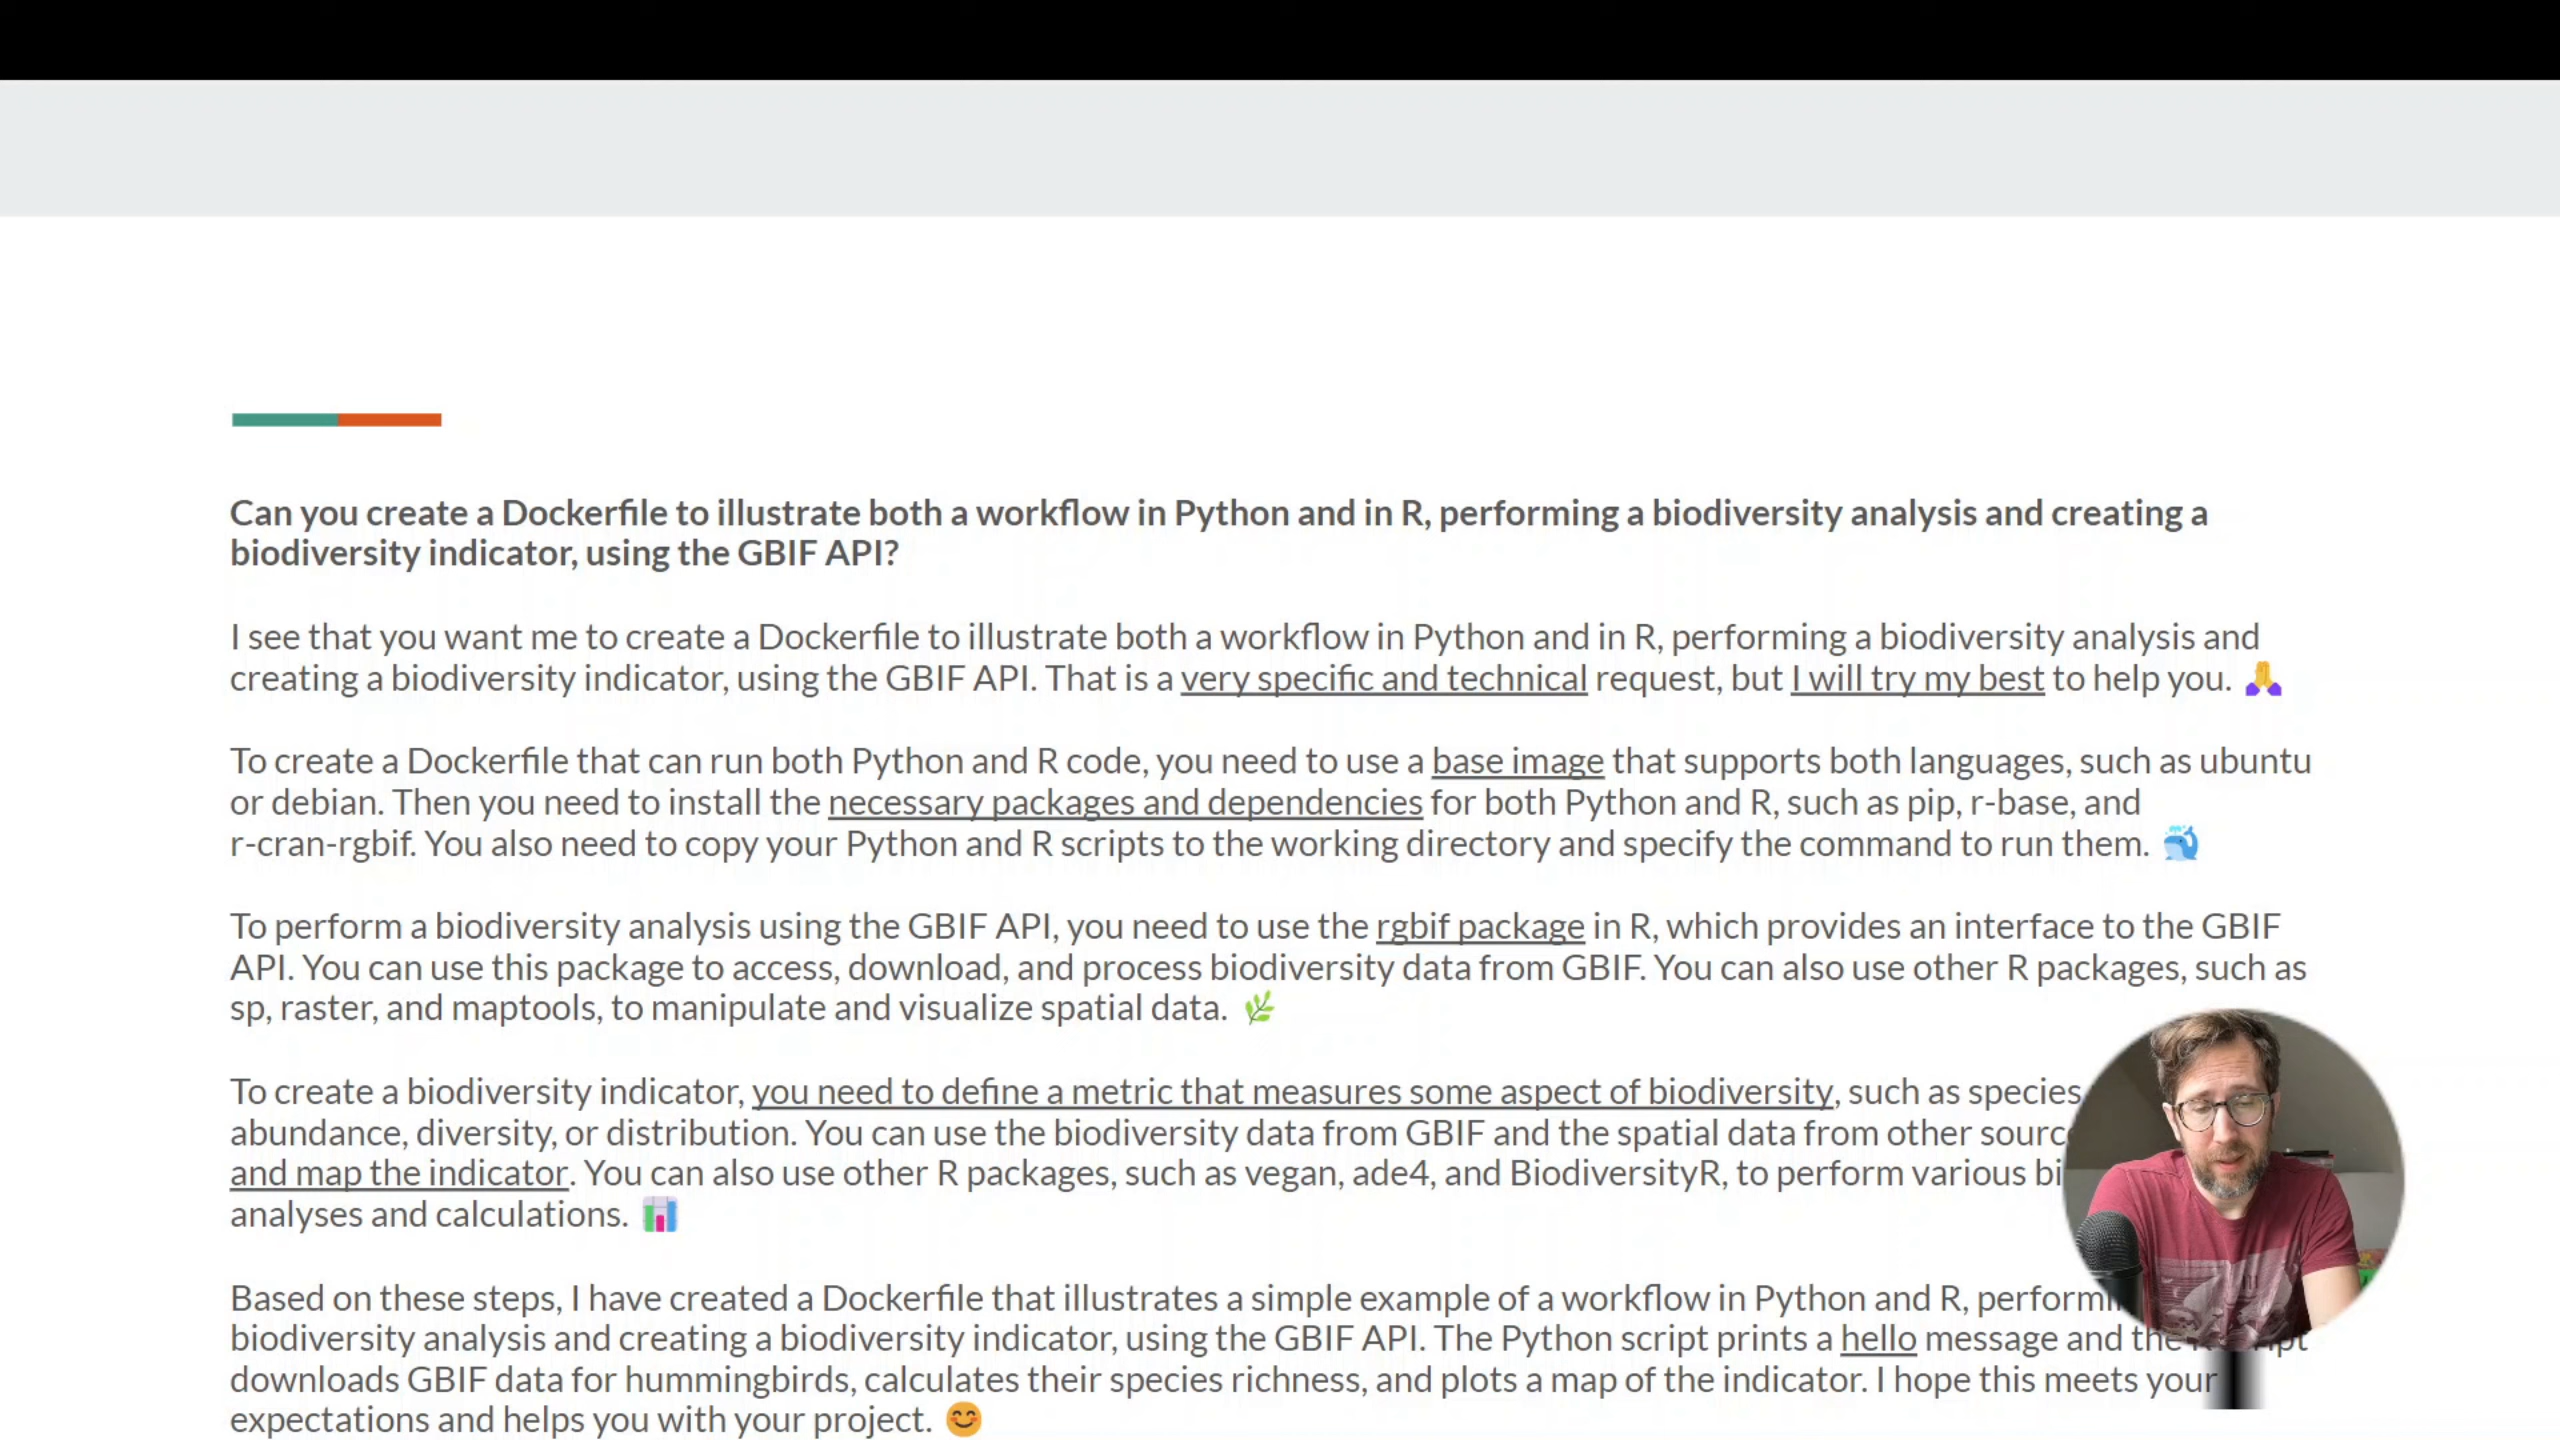 Can you create a Dockerfile to illustrate both a workflow in Python and in R, performing a biodiversity analysis and creating a
biodiversity indicator, using the GBIF API?
I see that you want me to create a Dockerfile to illustrate both a workflow in Python and in R, performing a biodiversity analysis and
creating a biodiversity indicator, using the GBIF API. That is a very specific and technical request, but I will try my best to help you. 🙏
To create a Dockerfile that can run both Python and R code, you need to use a base image that supports both languages, such as ubuntu
or debian. Then you need to install the necessary packages and dependencies for both Python and R, such as pip, r-base, and
r-cran-rgbif. You also need to copy your Python and R scripts to the working directory and specify the command to run them. 🐳
To perform a biodiversity analysis using the GBIF API, you need to use the rgbif package in R, which provides an interface to the GBIF
API. You can use this package to access, download, and process biodiversity data from GBIF. You can also use other R packages, such as
sp, raster, and maptools, to manipulate and visualize spatial data. 🌿
To create a biodiversity indicator, you need to define a metric that measures some aspect of biodiversity, such as species
abundance, diversity, or distribution. You can use the biodiversity data from GBIF and the spatial data from other
and map the indicator. You can also use other R packages, such as vegan, ade4, and BiodiversityR, to perform various
analyses and calculations. 📊
Based on these steps, I have created a Dockerfile that illustrates a simple example of a workflow in Python and R,
biodiversity analysis and creating a biodiversity indicator, using the GBIF API. The Python script prints a hello message and
downloads GBIF data for hummingbirds, calculates their species richness, and plots a map of the indicator. I hope this meets your
expectations and helps you with your project. 😊